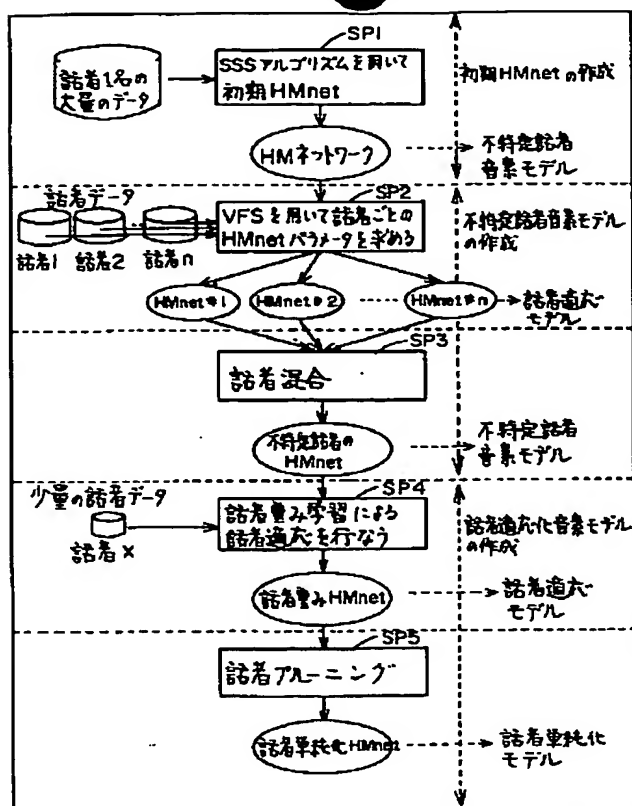 SP1
話者1名の
大量のデータ
SSSアルゴリズムを用いて
初期HMnet
初期HMnetの作成
HMネットワーク
不特定話者
音素モデル
SP2
話者データ
話者1 話者2 話者n
VFSを用いて話者ごとの
HMnetパラメータを求める
不特定話者音素モデル
の作成
HMnet#1 HMnet#2 HMnet#n
話者適応
モデル
SP3
話者混合
不特定話者の
HMnet
不特定話者
音素モデル
SP4
少量の話者データ
話者x
話者重み学習による
話者適応を行なう
話者適応化音素モデル
の作成
話者重みHMnet
話者適応
モデル
SP5
話者プルーニング
話者単純化HMnet
話者単純化
モデル